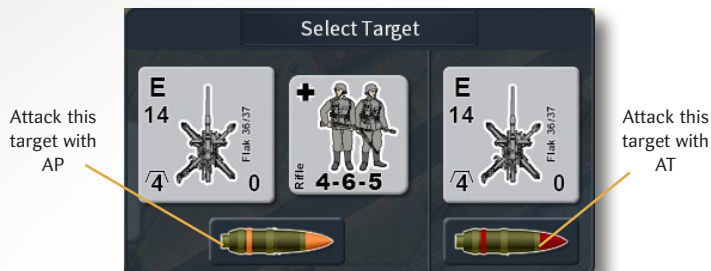 Select Target
Attack this
target with
AP
E
14
Flak 36/37
4
0
+
Rifle
4-6-5
E
14
Flak 36/37
4
0
Attack this
target with
AT